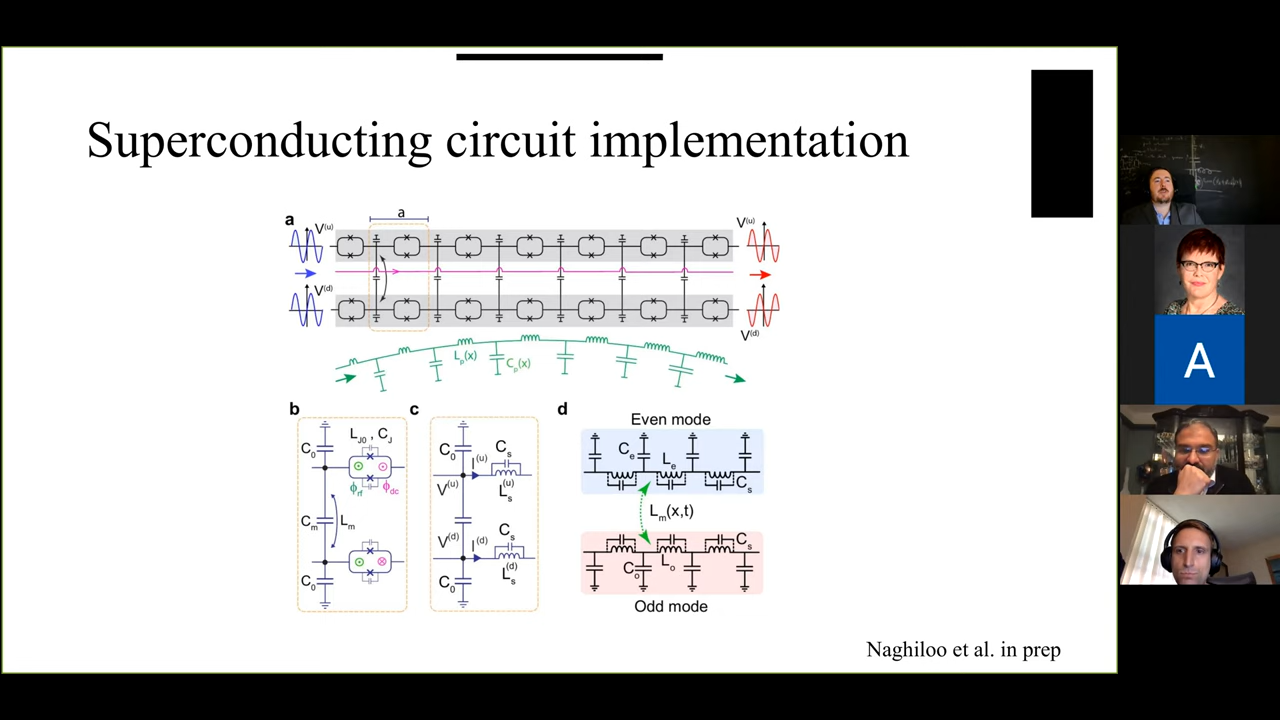 Superconducting circuit implementation
a
a
V(u)
V(u)
V(d)
V(d)
Lp(x)
Cp(x)
b
c
d
C0
LJ0 , CJ
ϕrf
ϕdc
Cm
Lm
C0
C0
I(u)
Cs
V(u)
Ls(u)
V(d)
I(d)
Cs
Ls(d)
C0
Even mode
Ce
Le
Cs
Lm(x,t)
Cs
Co
Lo
Odd mode
Naghiloo et al. in prep
A